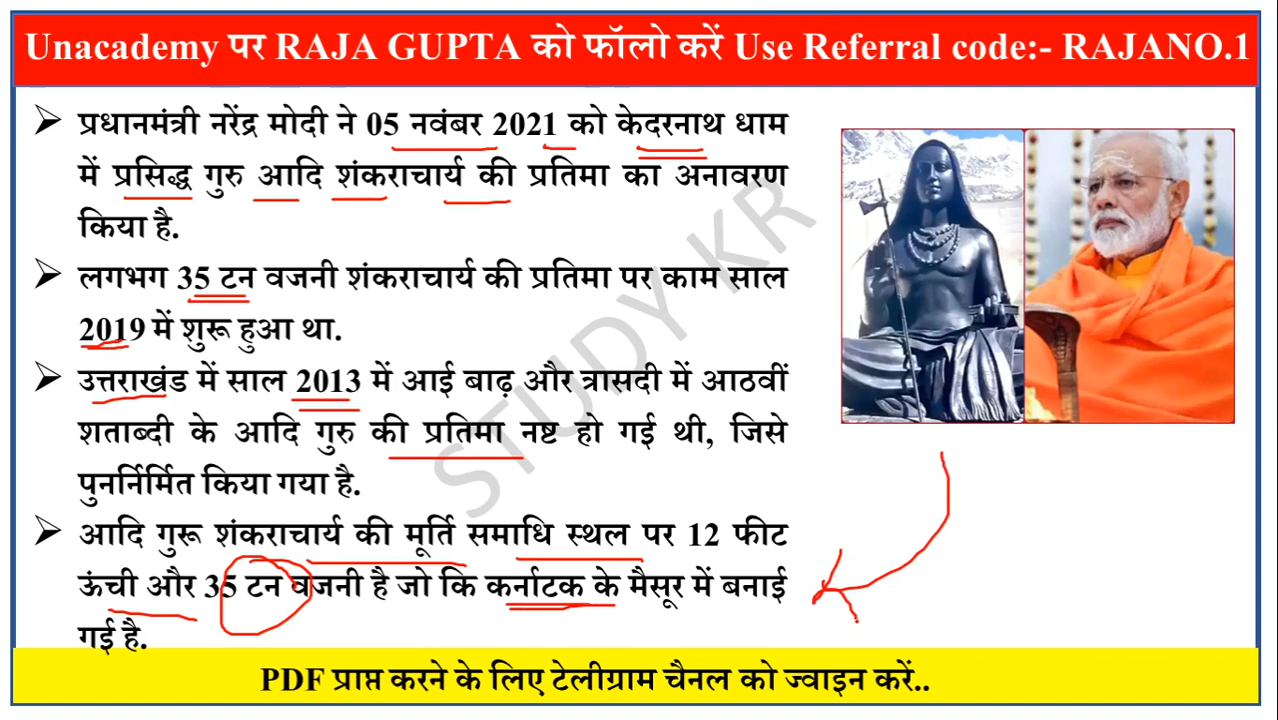 Unacademy पर RAJA GUPTA को फॉलो करें Use Referral code:- RAJANO.1
प्रधानमंत्री नरेंद्र मोदी ने 05 नवंबर 2021 को केदरनाथ धाम
में प्रसिद्ध गुरु आदि शंकराचार्य की प्रतिमा का अनावरण
किया है.
लगभग 35 टन वजनी शंकराचार्य की प्रतिमा पर काम साल
2019 में शुरू हुआ था.
उत्तराखंड में साल 2013 में आई बाढ़ और त्रासदी में आठवीं
शताब्दी के आदि गुरु की प्रतिमा नष्ट हो गई थी, जिसे
पुनर्निर्मित किया गया है.
आदि गुरू शंकराचार्य की मूर्ति समाधि स्थल पर 12 फीट
ऊंची और 35 टन वजनी है जो कि कर्नाटक के मैसूर में बनाई
गई है.
STUDY KR
PDF प्राप्त करने के लिए टेलीग्राम चैनल को ज्वाइन करें..